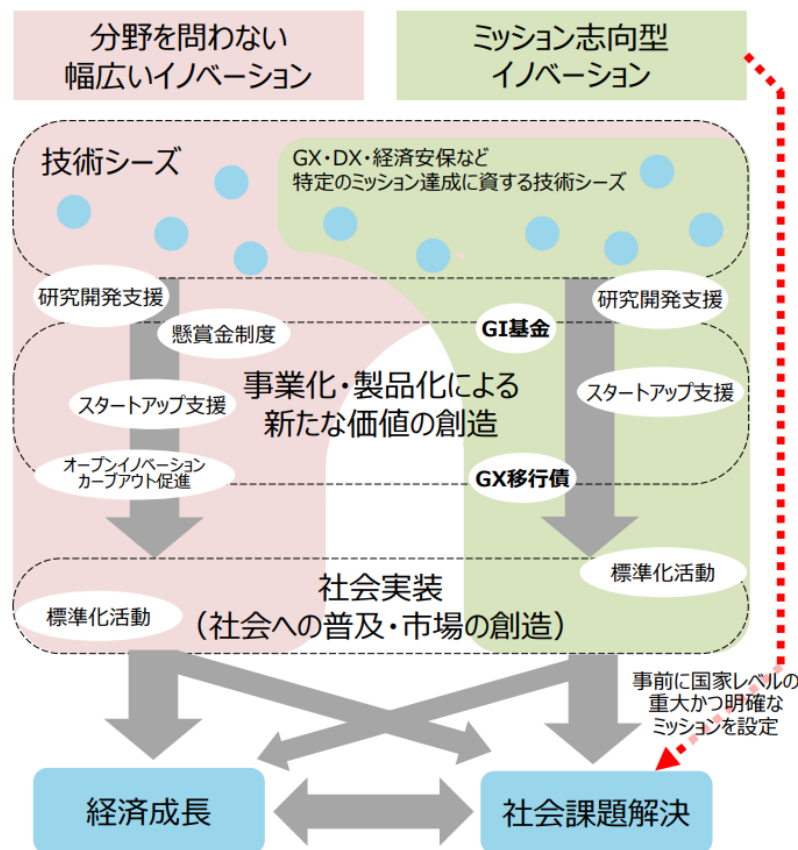 分野を問わない
幅広いイノベーション
ミッション志向型
イノベーション
技術シーズ
GX・DX・経済安保など
特定のミッション達成に資する技術シーズ
研究開発支援
研究開発支援
懸賞金制度
GI基金
事業化・製品化による
新たな価値の創造
スタートアップ支援
スタートアップ支援
オープンイノベーション
カーブアウト促進
GX移行債
標準化活動
社会実装
（社会への普及・市場の創造）
標準化活動
事前に国家レベルの
重大かつ明確な
ミッションを設定
経済成長
社会課題解決